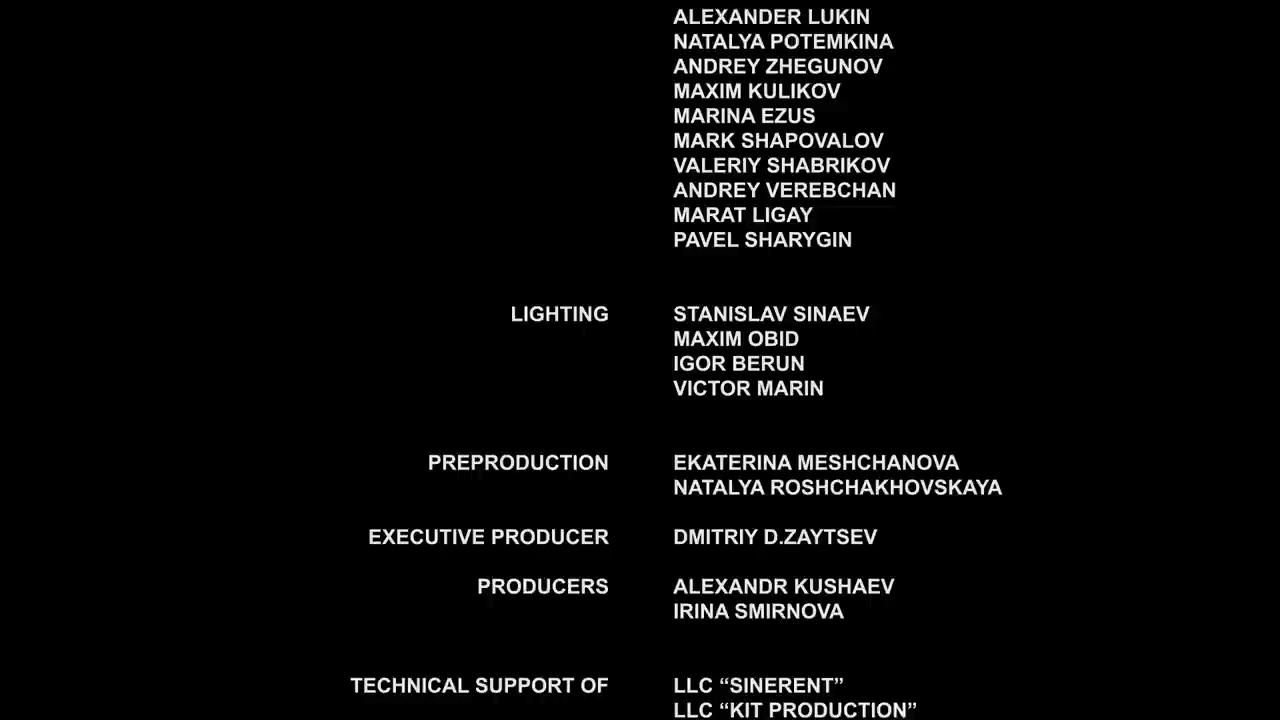 ALEXANDER LUKIN
NATALYA POTEMKINA
ANDREY ZHEGUNOV
MAXIM KULIKOV
MARINA EZUS
MARK SHAPOVALOV
VALERIY SHABRIKOV
ANDREY VEREBCHAN
MARAT LIGAY
PAVEL SHARYGIN
LIGHTING STANISLAV SINAEV
MAXIM OBID
IGOR BERUN
VICTOR MARIN
PREPRODUCTION EKATERINA MESHCHANOVA
NATALYA ROSHCHAKHOVSKAYA
EXECUTIVE PRODUCER DMITRIY D.ZAYTSEV
PRODUCERS ALEXANDR KUSHAEV
IRINA SMIRNOVA
TECHNICAL SUPPORT OF LLC “SINERENT”
LLC “KIT PRODUCTION”